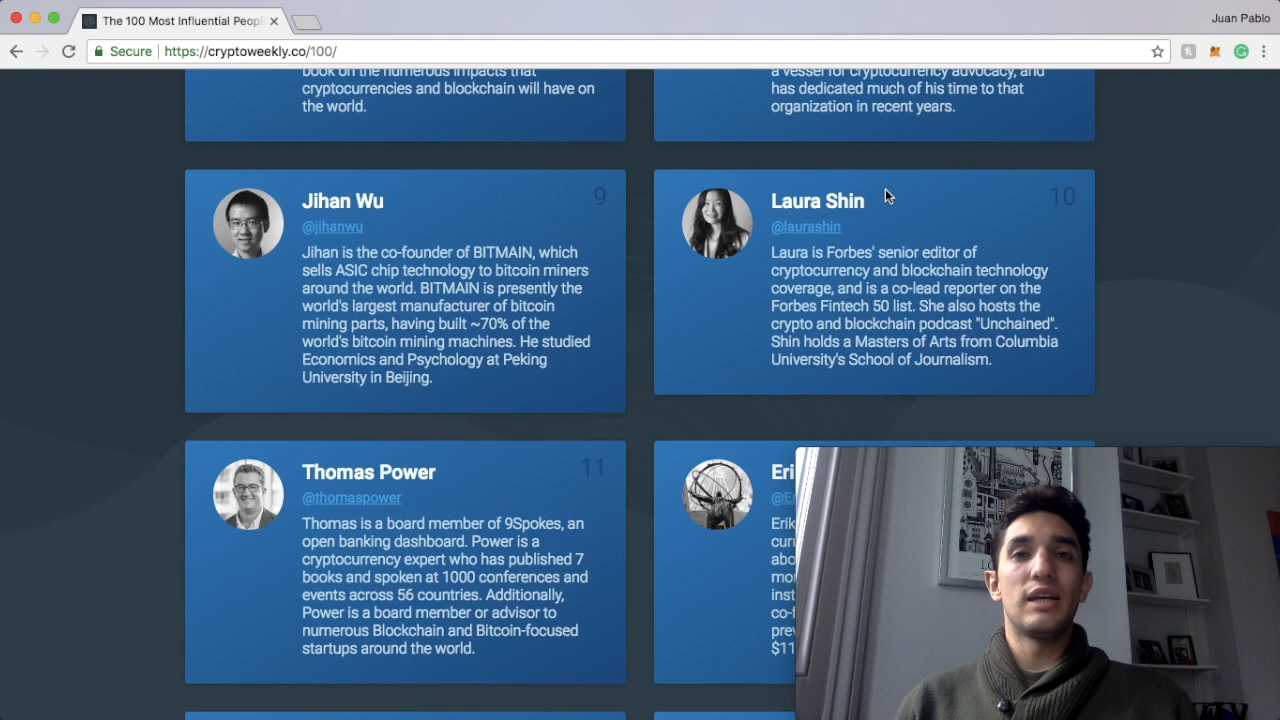 The 100 Most Influential Peopl
Juan Pablo
Secure
https://cryptoweekly.co/100/
book on the numerous impacts that
cryptocurrencies and blockchain will have on
the world.
a vessel for cryptocurrency advocacy, and
has dedicated much of his time to that
organization in recent years.
Jihan Wu
9
@jihanwu
Jihan is the co-founder of BITMAIN, which
sells ASIC chip technology to bitcoin miners
around the world. BITMAIN is presently the
world's largest manufacturer of bitcoin
mining parts, having built ~70% of the
world's bitcoin mining machines. He studied
Economics and Psychology at Peking
University in Beijing.
Laura Shin
10
@laurashin
Laura is Forbes' senior editor of
cryptocurrency and blockchain technology
coverage, and is a co-lead reporter on the
Forbes Fintech 50 list. She also hosts the
crypto and blockchain podcast "Unchained".
Shin holds a Masters of Arts from Columbia
University's School of Journalism.
Thomas Power
11
@thomaspower
Thomas is a board member of 9Spokes, an
open banking dashboard. Power is a
cryptocurrency expert who has published 7
books and spoken at 1000 conferences and
events across 56 countries. Additionally,
Power is a board member or advisor to
numerous Blockchain and Bitcoin-focused
startups around the world.
Eri
@Er
Erik
curr
abo
mor
inst
co-f
prev
$11